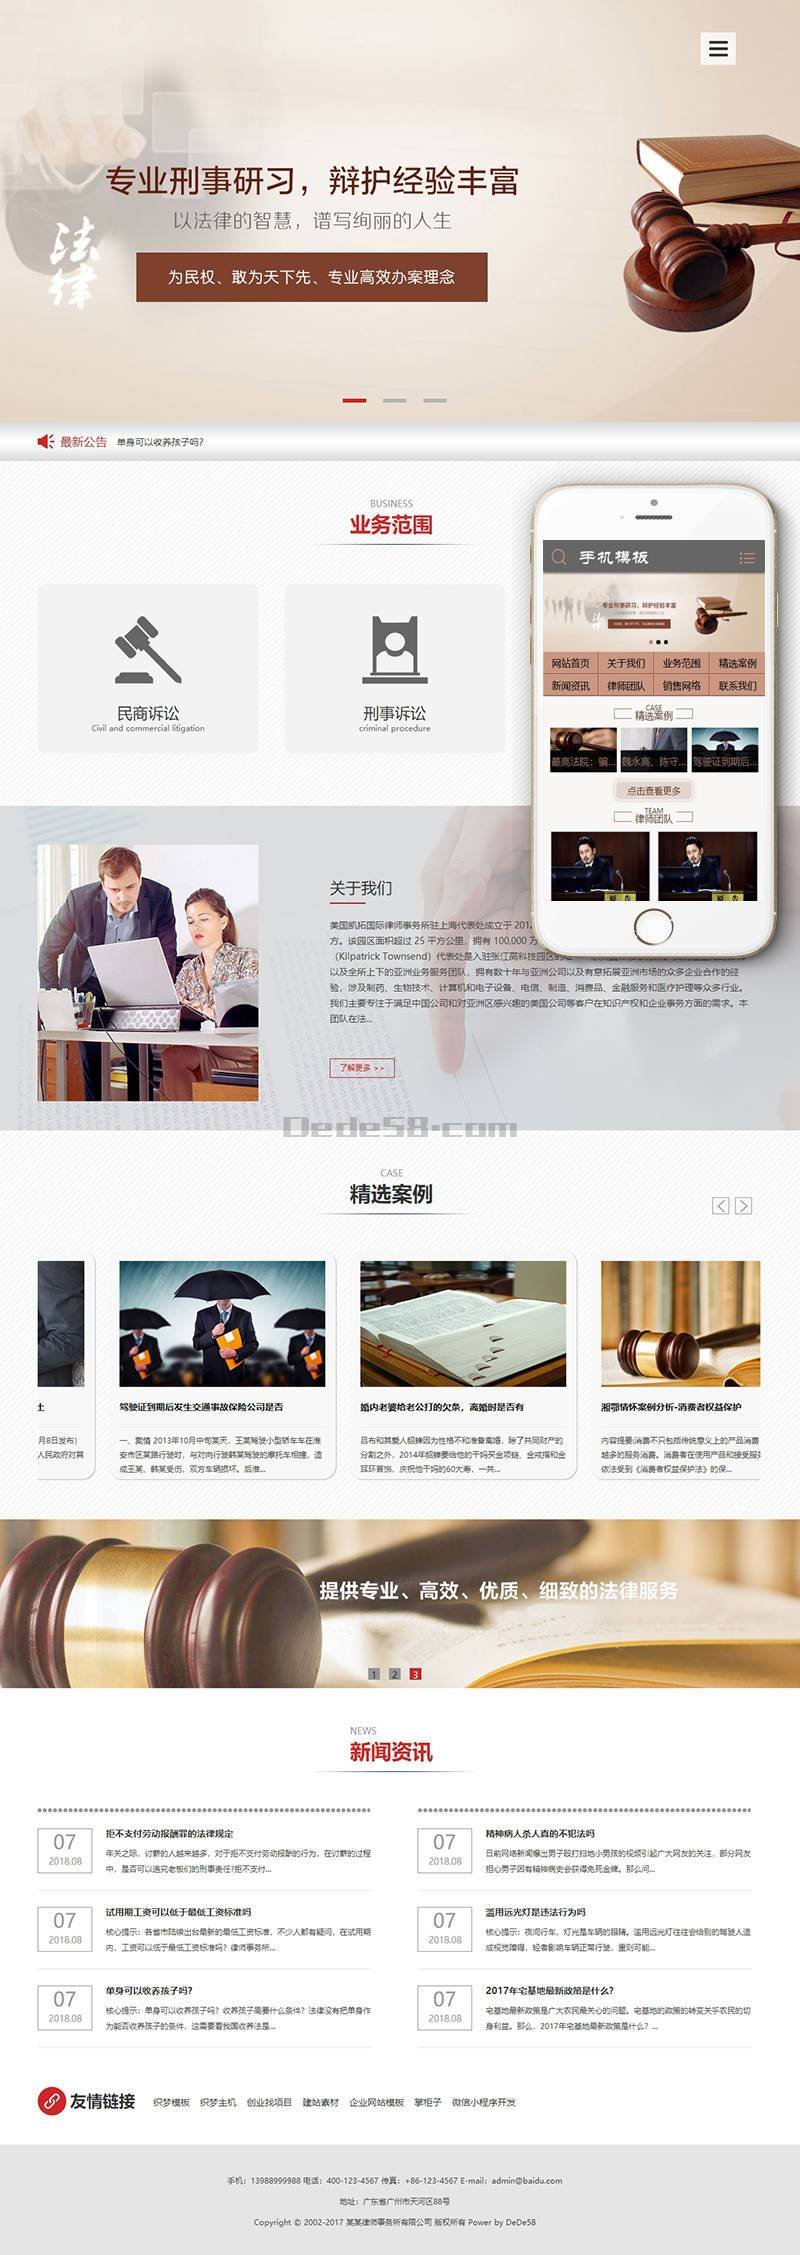 专业刑事研习，辩护经验丰富
以法律的智慧，谱写绚丽的人生
法律
为民权、敢为天下先、专业高效办案理念
最新公告 单身可以收养孩子吗？
BUSINESS
业务范围
民商诉讼
Civil and commercial litigation
刑事诉讼
criminal procedure
手机模板
专业刑事研习，辩护经验丰富
网站首页 关于我们 业务范围 精选案例
新闻资讯 律师团队 销售网络 联系我们
CASE
精选案例
最高法院：骗... 魏永高、陈守... 驾驶证到期后...
点击查看更多
TEAM
律师团队
关于我们
美国凯拓国际律师事务所驻上海代表处成立于 201
方。该园区面积超过 25 平方公里，拥有 100,000 万
（Kilpatrick Townsend）代表处是入驻张江高科技园区的
以及全所上下的亚洲业务服务团队，拥有数十年与亚洲公司以及有意拓展亚洲市场的众多企业合作的经
验，涉及制药、生物技术、计算机和电子设备、电信、制造、消费品、金融服务和医疗护理等众多行业。
我们主要专注于满足中国公司和对亚洲区感兴趣的美国公司等客户在知识产权和企业事务方面的需求。本
团队在法...
了解更多 >>
Dede58.com
CASE
精选案例
土
月8日发布）
人民政府对其
驾驶证到期后发生交通事故保险公司是否
一、案情 2013年10月中旬某天，王某驾驶小型轿车车在淮
安市区某路行驶时，与对向行驶韩某驾驶的摩托车相撞，造
成王某、韩某受伤，双方车辆损坏。后淮...
婚内老婆给老公打的欠条，离婚时是否有
吕布和其爱人貂蝉因为性格不和准备离婚，除了共同财产的
分割之外，2014年貂蝉要给他的干妈买金项链、金戒指和金
耳环首饰，庆祝他干妈的60大寿，一共...
湘鄂情怀案例分析-消费者权益保护
内容提要:消费不只包括传统意义上的产品消费
越多的服务消费。消费者在使用产品和接受服务
依法受到《消费者权益保护法》的保...
提供专业、高效、优质、细致的法律服务
1 2 3
NEWS
新闻资讯
07
2018.08
拒不支付劳动报酬罪的法律规定
年关之际，讨薪的人越来越多，对于拒不支付劳动报酬的行为，在讨薪的过程
中，是否可以追究老板们的刑事责任?拒不支付...
07
2018.08
精神病人杀人真的不犯法吗
日前网络新闻爆出男子殴打扫地小男孩的视频引起广大网友的关注，部分网友
担心男子因有精神病史会获得免死金牌。那么问...
07
2018.08
试用期工资可以低于最低工资标准吗
核心提示：各省市陆续出台最新的最低工资标准，不少人都有疑问，在试用期
内，工资可以低于最低工资标准吗？律师事务所...
07
2018.08
滥用远光灯是违法行为吗
核心提示：夜间行车，灯光是车辆的眼睛。滥用远光灯往往会给别的驾驶人造
成视觉障碍，轻者影响车辆正常行驶，重则可能...
07
2018.08
单身可以收养孩子吗？
核心提示：单身可以收养孩子吗？收养孩子需要什么条件？法律没有把单身作
为能否收养孩子的条件，这需要看我国收养法是...
07
2018.08
2017年宅基地最新政策是什么？
宅基地最新政策是广大农民最关心的问题。宅基地的政策的转变关乎农民的切
身利益。那么，2017年宅基地最新政策是什么？...
友情链接 织梦模板 织梦主机 创业找项目 建站素材 企业网站模板 掌柜子 微信小程序开发
手机：13988999988 电话：400-123-4567 传真：+86-123-4567 E-mail：admin@baidu.com
地址：广东省广州市天河区88号
Copyright © 2002-2017 某某律师事务所有限公司 版权所有 Power by DeDe58